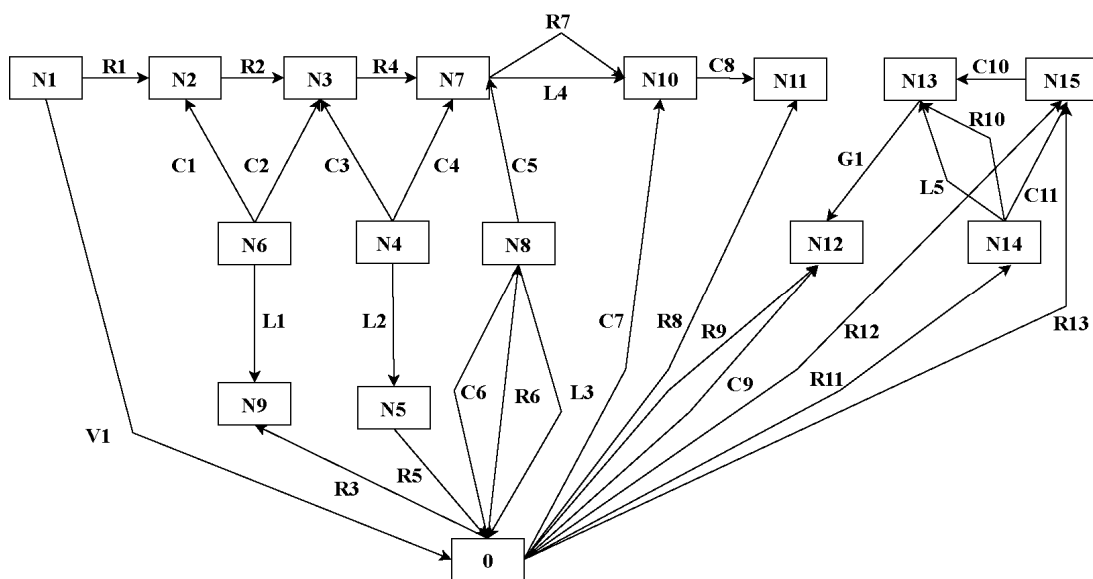 R7
R1 R2 R4 C8 C10
N1 N2 N3 N7 N10 N11 N13 N15
L4
R10
G1
C1 C2 C3 C4 C5 L5 C11
N6 N4 N8 N12 N14
L1 L2 C7 R8 R9 R12 R13
C9 R11
N9 N5 C6 R6 L3
V1
R3 R5
0